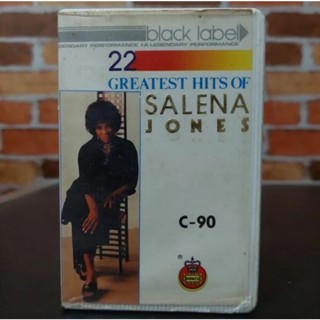 black label
LEGENDARY PERFORMANCE A LEGENDARY PERFORMANCE
22
GREATEST HITS OF
SALENA
JONES
C-90